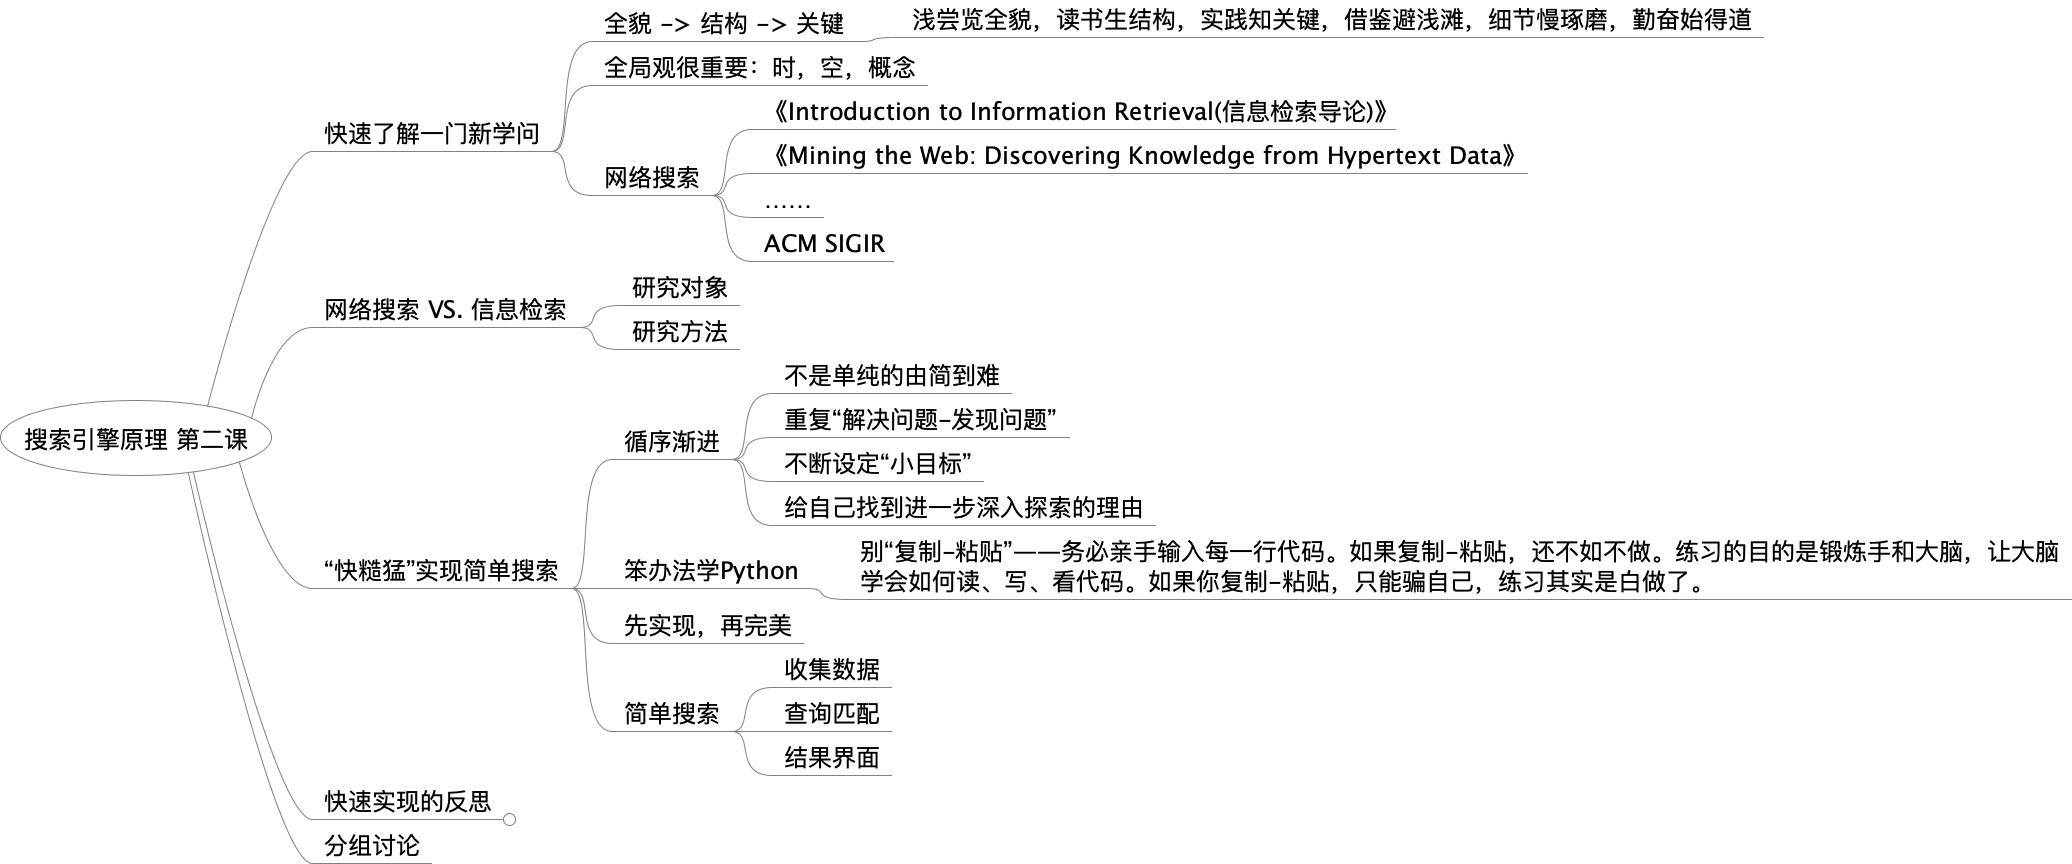 搜索引擎原理 第二课
快速了解一门新学问
全貌 -> 结构 -> 关键
浅尝览全貌，读书生结构，实践知关键，借鉴避浅滩，细节慢琢磨，勤奋始得道
全局观很重要：时，空，概念
网络搜索
《Introduction to Information Retrieval(信息检索导论)》
《Mining the Web: Discovering Knowledge from Hypertext Data》
……
ACM SIGIR
网络搜索 VS. 信息检索
研究对象
研究方法
“快糙猛”实现简单搜索
循序渐进
不是单纯的由简到难
重复“解决问题-发现问题”
不断设定“小目标”
给自己找到进一步深入探索的理由
笨办法学Python
别“复制-粘贴”——务必亲手输入每一行代码。如果复制-粘贴，还不如不做。练习的目的是锻炼手和大脑，让大脑
学会如何读、写、看代码。如果你复制-粘贴，只能骗自己，练习其实是白做了。
先实现，再完美
简单搜索
收集数据
查询匹配
结果界面
快速实现的反思
分组讨论